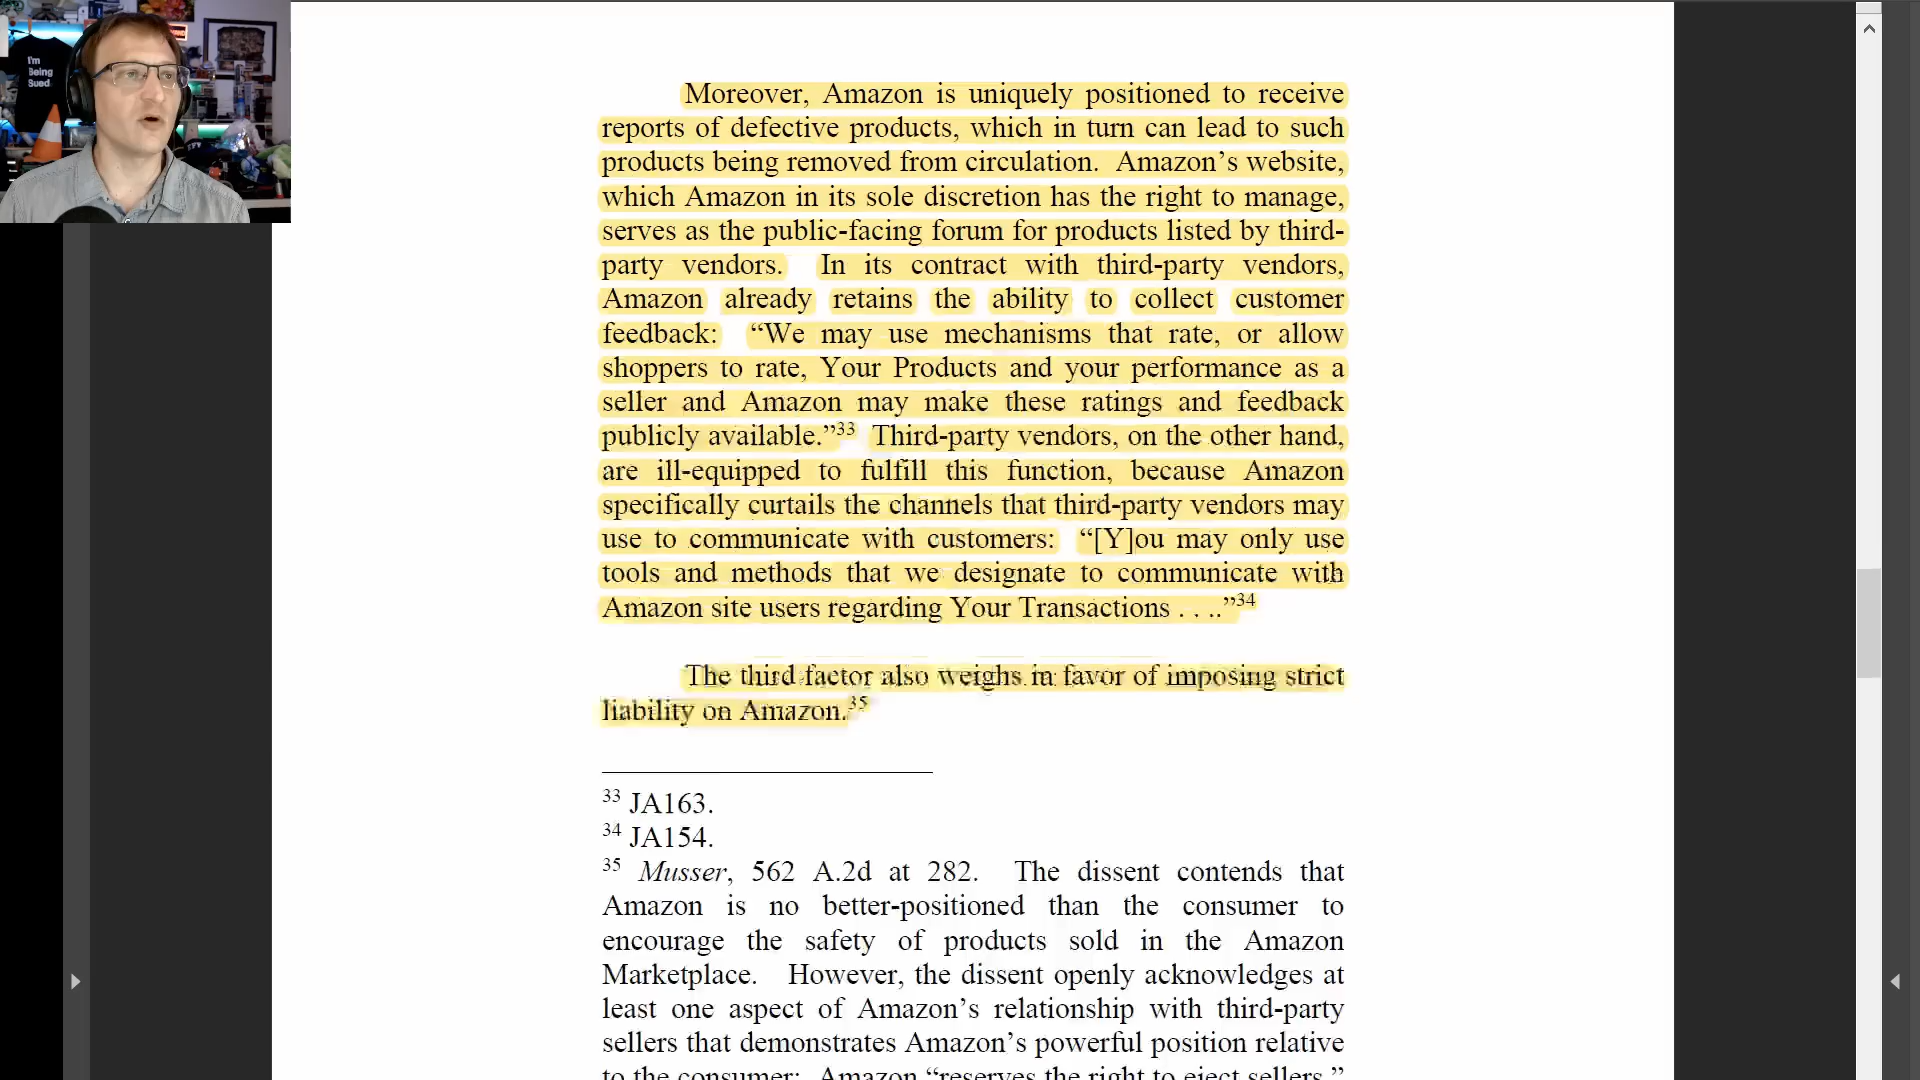 I'm
Being
Sued.
Moreover, Amazon is uniquely positioned to receive
reports of defective products, which in turn can lead to such
products being removed from circulation. Amazon’s website,
which Amazon in its sole discretion has the right to manage,
serves as the public-facing forum for products listed by third-
party vendors. In its contract with third-party vendors,
Amazon already retains the ability to collect customer
feedback: “We may use mechanisms that rate, or allow
shoppers to rate, Your Products and your performance as a
seller and Amazon may make these ratings and feedback
publicly available.”33 Third-party vendors, on the other hand,
are ill-equipped to fulfill this function, because Amazon
specifically curtails the channels that third-party vendors may
use to communicate with customers: “[Y]ou may only use
tools and methods that we designate to communicate with
Amazon site users regarding Your Transactions . . ..”34
The third factor also weighs in favor of imposing strict
liability on Amazon.35
33 JA163.
34 JA154.
35 Musser, 562 A.2d at 282. The dissent contends that
Amazon is no better-positioned than the consumer to
encourage the safety of products sold in the Amazon
Marketplace. However, the dissent openly acknowledges at
least one aspect of Amazon’s relationship with third-party
sellers that demonstrates Amazon’s powerful position relative
to the consumer: Amazon “reserves the right to eject sellers,”